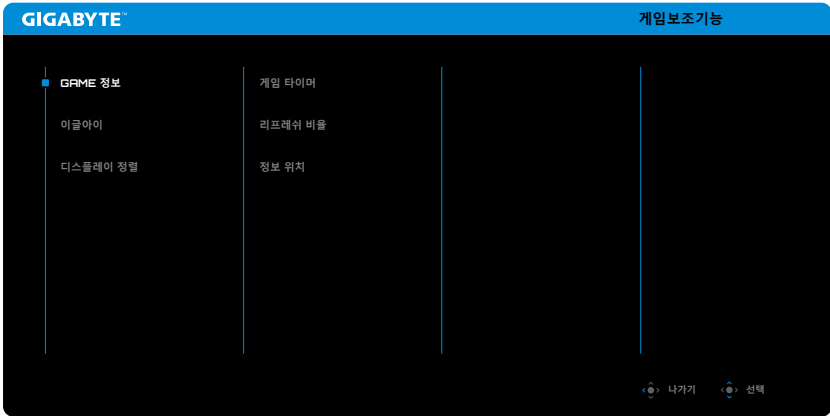 GIGABYTE™
게임보조기능
GAME 정보
게임 타이머
이글아이
리프레쉬 비율
디스플레이 정렬
정보 위치
나가기
선택